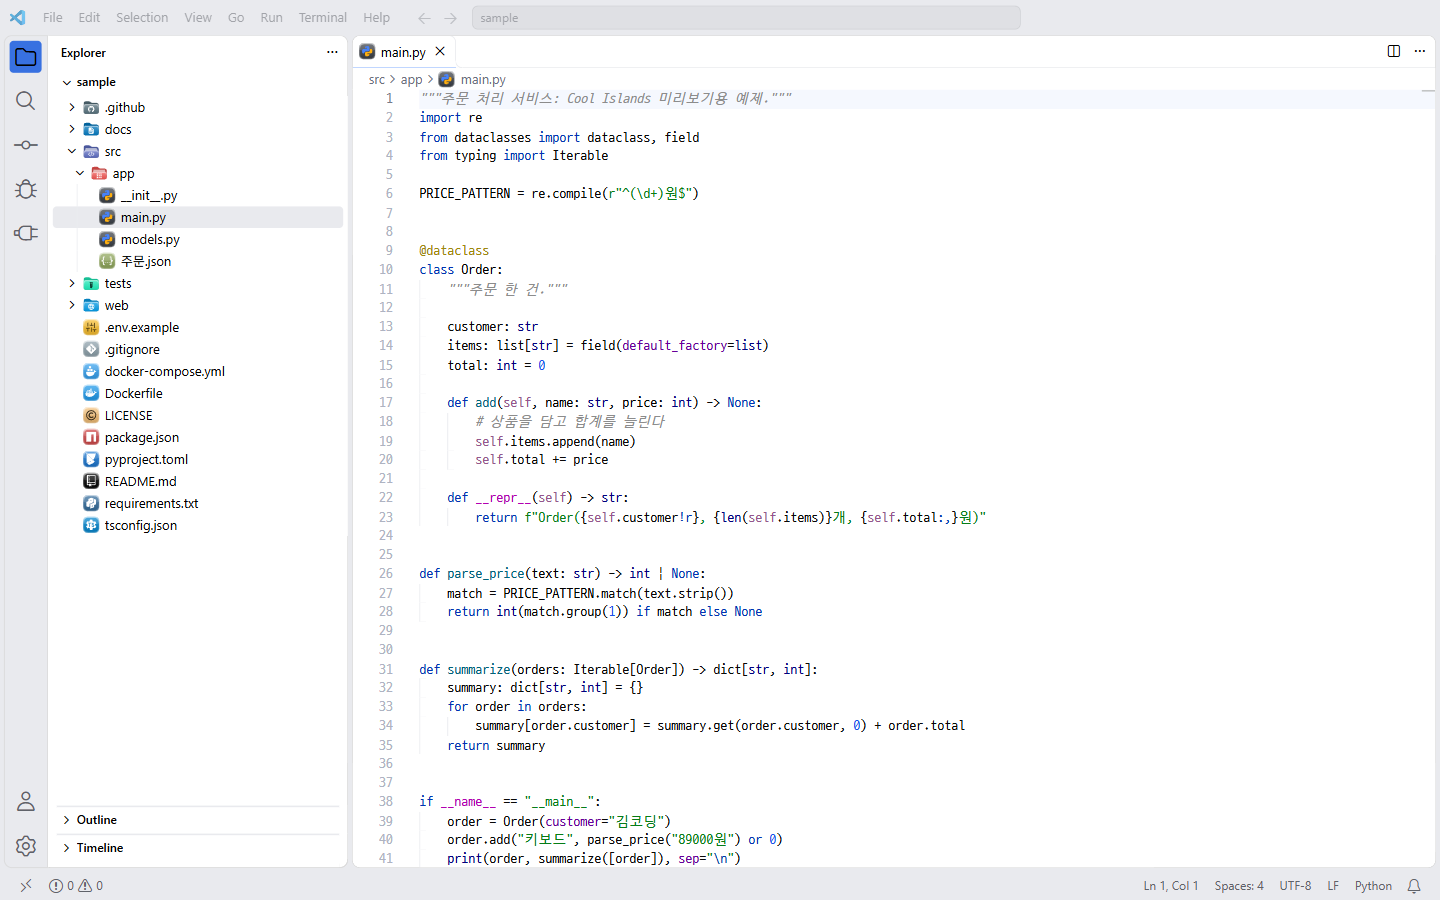 File Edit Selection View Go Run Terminal Help
sample
Explorer
sample
.github
docs
src
app
__init__.py
main.py
models.py
주문.json
tests
web
.env.example
.gitignore
docker-compose.yml
Dockerfile
LICENSE
package.json
pyproject.toml
README.md
requirements.txt
tsconfig.json
Outline
Timeline
main.py
src > app > main.py
1 """주문 처리 서비스: Cool Islands 미리보기용 예제."""
2 import re
3 from dataclasses import dataclass, field
4 from typing import Iterable
5
6 PRICE_PATTERN = re.compile(r"^(\d+)원$")
7
8
9 @dataclass
10 class Order:
11     """주문 한 건."""
12
13     customer: str
14     items: list[str] = field(default_factory=list)
15     total: int = 0
16
17     def add(self, name: str, price: int) -> None:
18         # 상품을 담고 합계를 늘린다
19         self.items.append(name)
20         self.total += price
21
22     def __repr__(self) -> str:
23         return f"Order({self.customer!r}, {len(self.items)}개, {self.total:,}원)"
24
25
26 def parse_price(text: str) -> int | None:
27     match = PRICE_PATTERN.match(text.strip())
28     return int(match.group(1)) if match else None
29
30
31 def summarize(orders: Iterable[Order]) -> dict[str, int]:
32     summary: dict[str, int] = {}
33     for order in orders:
34         summary[order.customer] = summary.get(order.customer, 0) + order.total
35     return summary
36
37
38 if __name__ == "__main__":
39     order = Order(customer="김코딩")
40     order.add("키보드", parse_price("89000원") or 0)
41     print(order, summarize([order]), sep="\n")
0 0
Ln 1, Col 1 Spaces: 4 UTF-8 LF Python